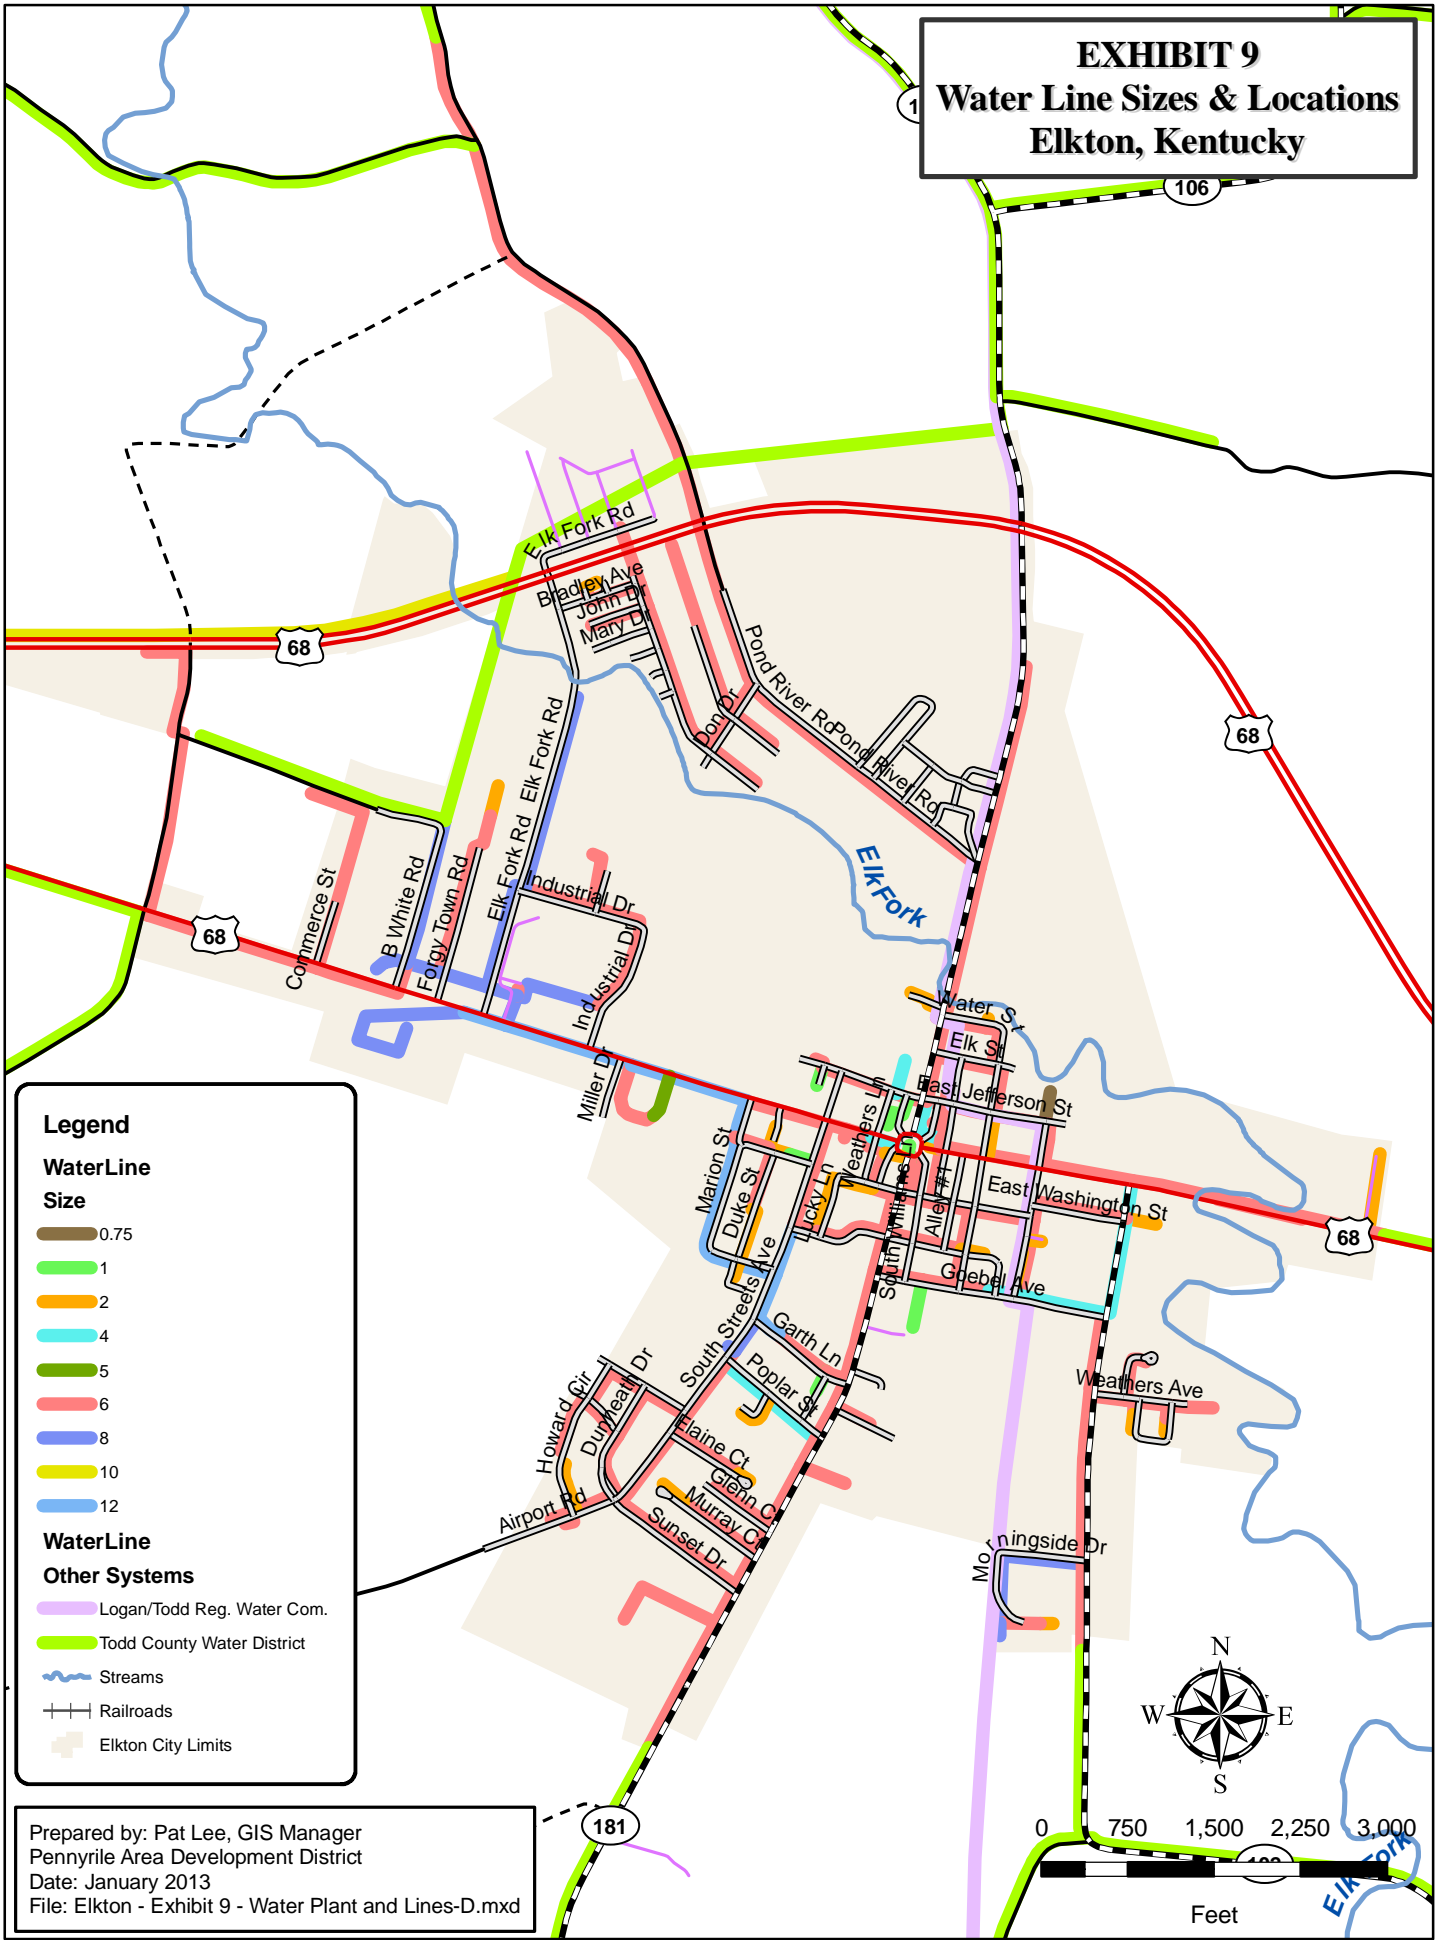 EXHIBIT 9
Water Line Sizes & Locations
Elkton, Kentucky
1
106
Elk Fork Rd
Bradley Ave
John Dr
Mary Dr
68
Pond River Rd
Don Dr
Pond River Rd
68
Elk Fork Rd
Elk Fork Rd
Elk Fork
Industrial Dr
Industrial Dr
B White Rd
Forgy Town Rd
Commerce St
68
Water St
Elk St
East Jefferson St
Miller Dr
Weathers Ln
Marion St
Duke St
Lucky Ln
South Williams Ln
Alley #1
East Washington St
68
Goebel Ave
South Streets Ave
Garth Ln
Poplar St
Weathers Ave
Howard Cir
Dunheath Dr
Elaine Ct
Glenn C
Murray C
Sunset Dr
Airport Rd
Morningside Dr
Legend
WaterLine
Size
0.75
1
2
4
5
6
8
10
12
WaterLine
Other Systems
Logan/Todd Reg. Water Com.
Todd County Water District
Streams
Railroads
Elkton City Limits
N
W
E
S
181
0 750 1,500 2,250 3,000
Feet
Elk Fork
Prepared by: Pat Lee, GIS Manager
Pennyrile Area Development District
Date: January 2013
File: Elkton - Exhibit 9 - Water Plant and Lines-D.mxd